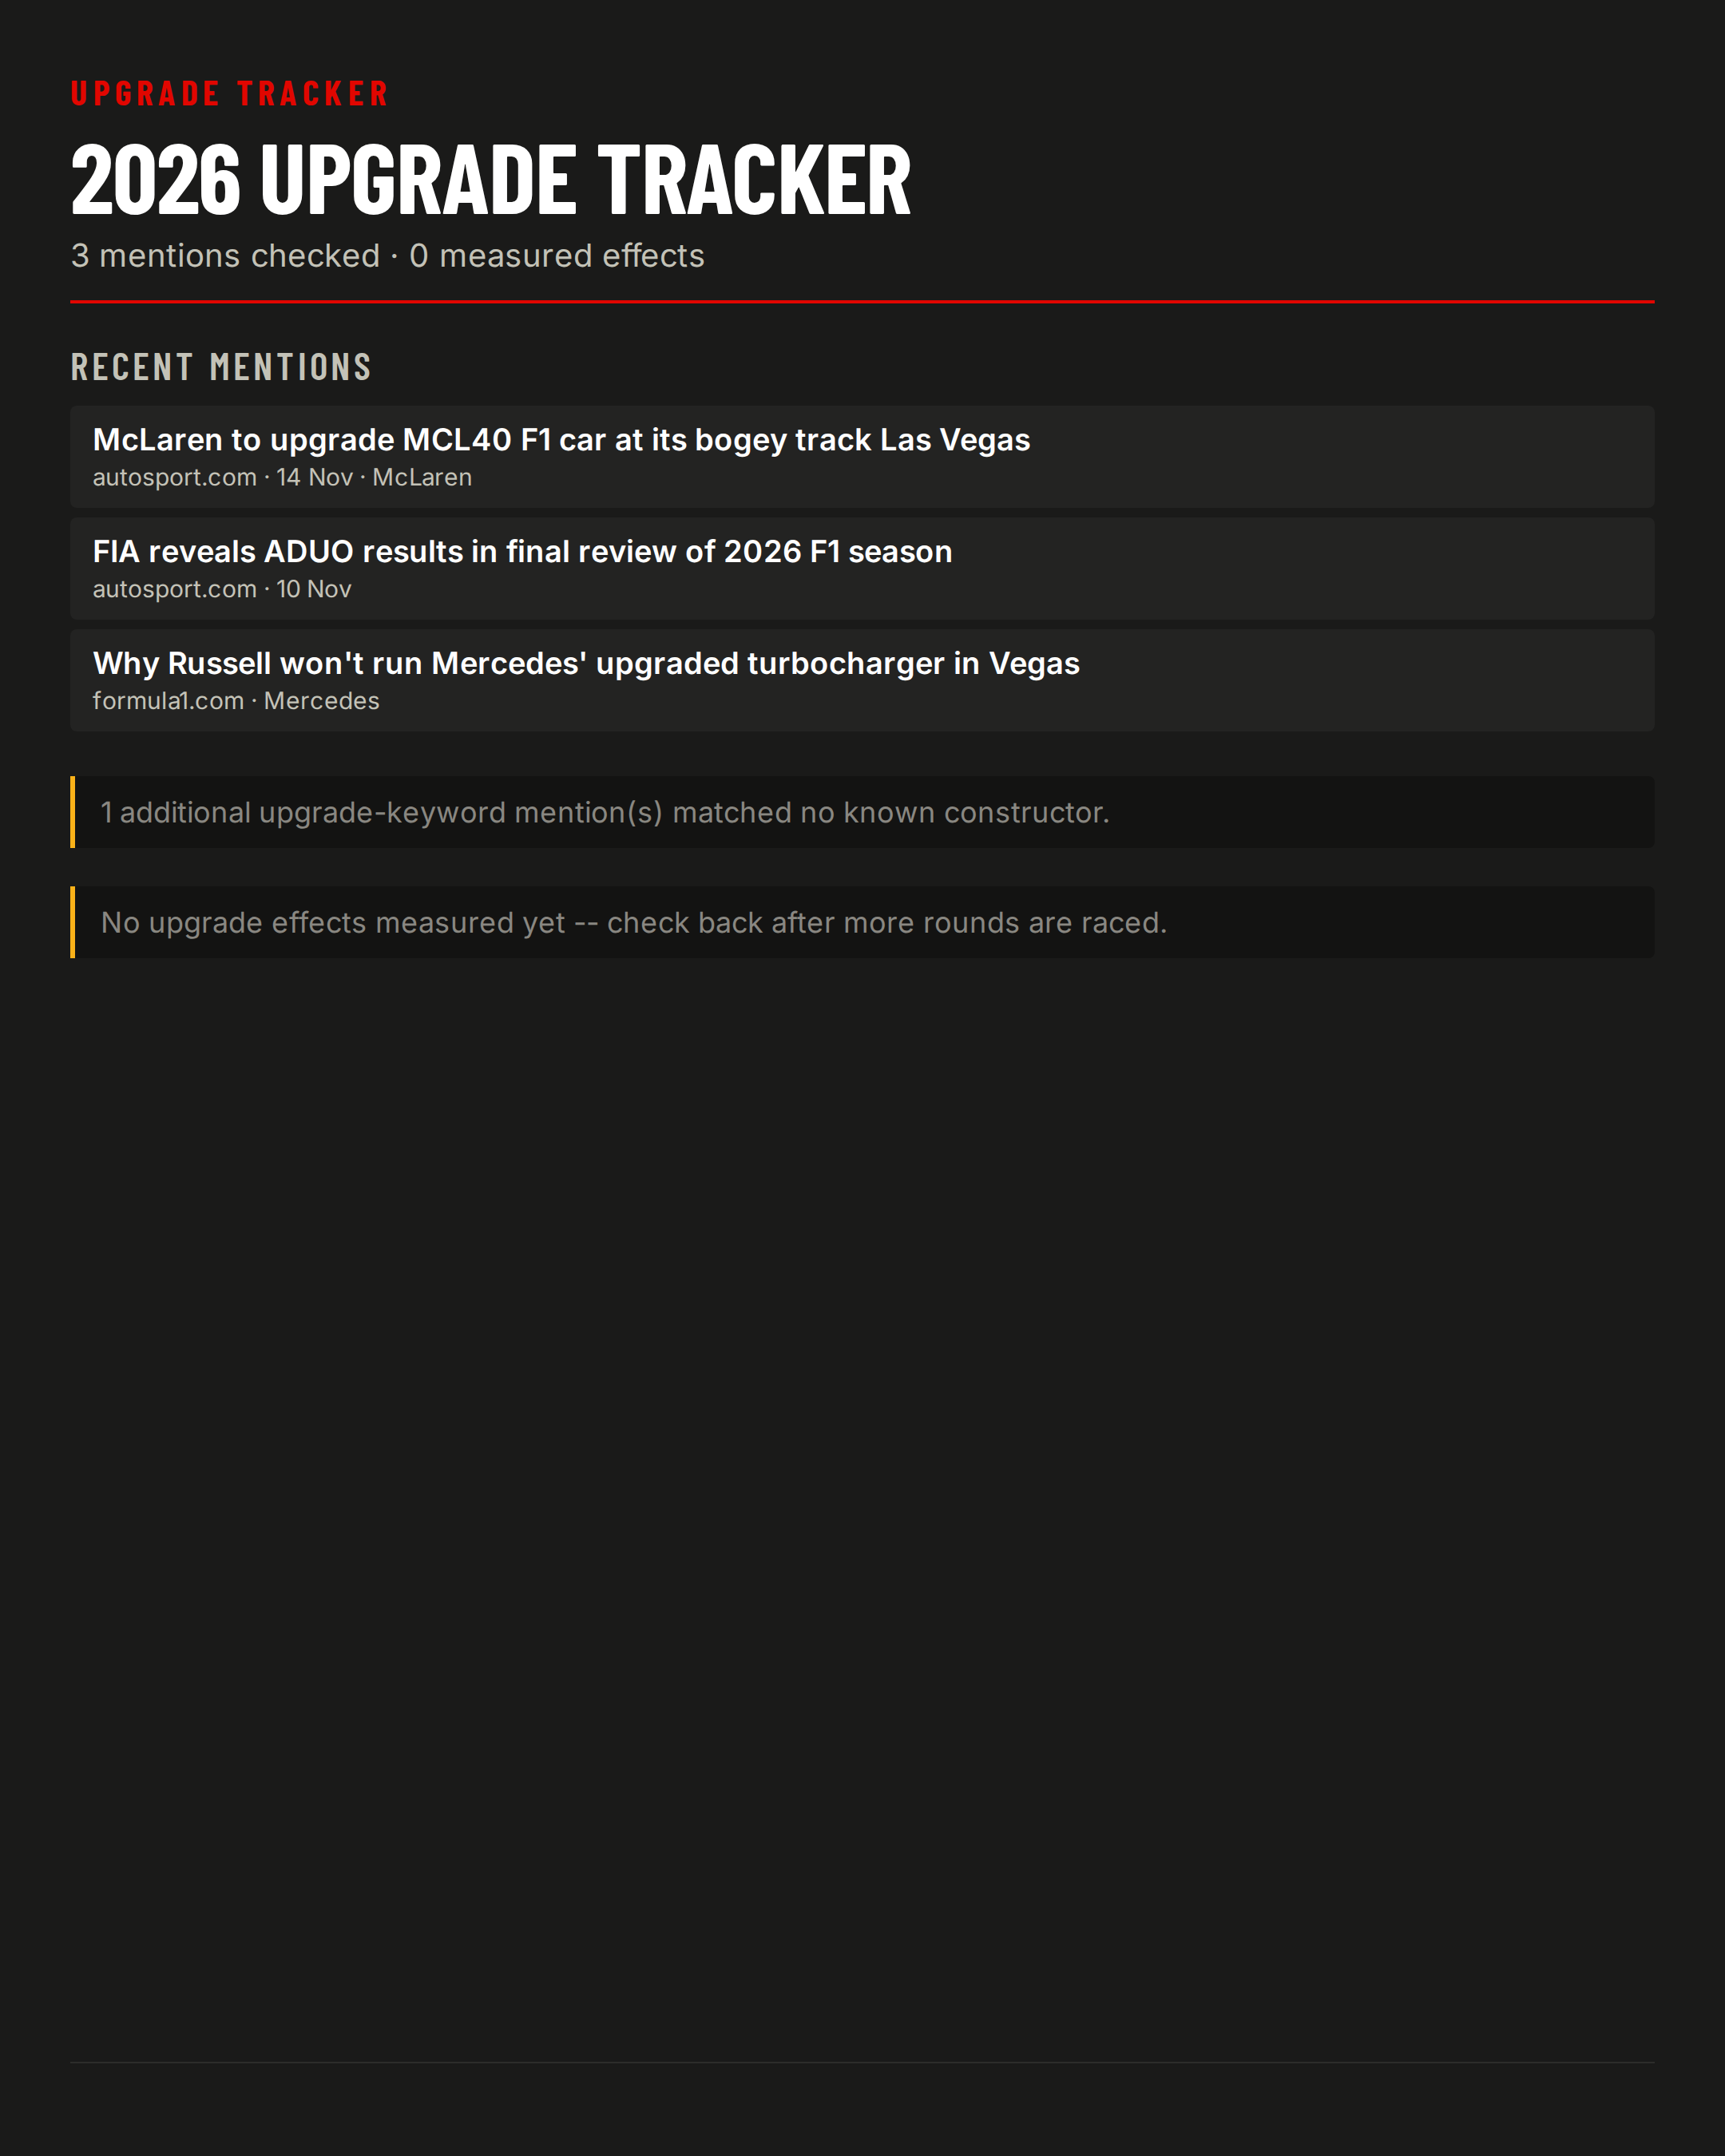 UPGRADE TRACKER
2026 UPGRADE TRACKER
3 mentions checked · 0 measured effects
RECENT MENTIONS
McLaren to upgrade MCL40 F1 car at its bogey track Las Vegas
autosport.com · 14 Nov · McLaren
FIA reveals ADUO results in final review of 2026 F1 season
autosport.com · 10 Nov
Why Russell won't run Mercedes' upgraded turbocharger in Vegas
formula1.com · Mercedes
1 additional upgrade-keyword mention(s) matched no known constructor.
No upgrade effects measured yet -- check back after more rounds are raced.